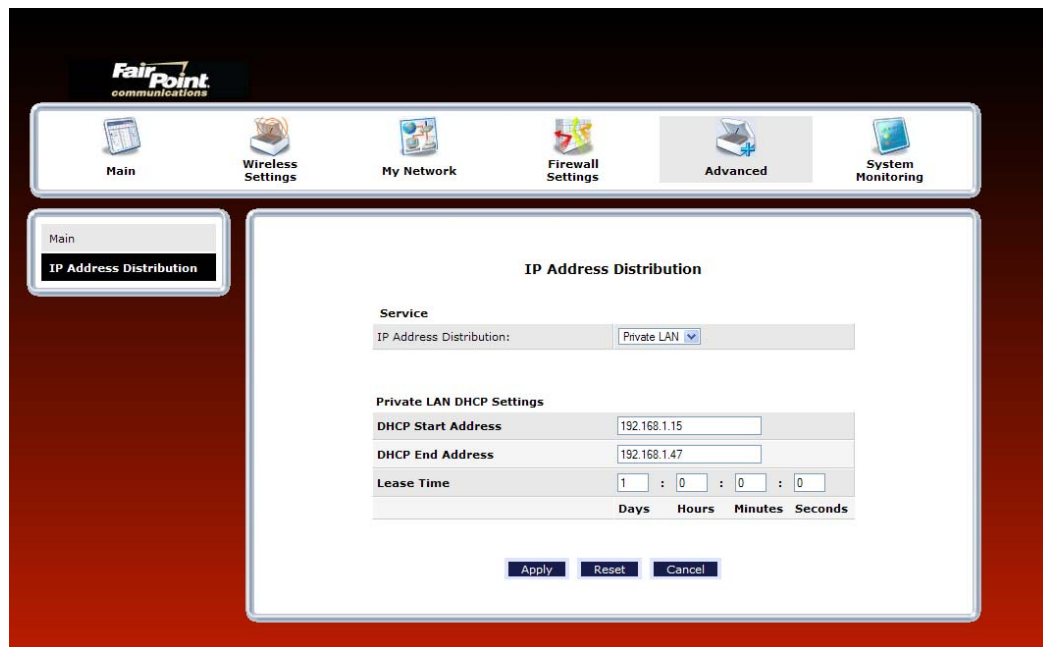 FairPoint.
communications
Main
Wireless Settings
My Network
Firewall Settings
Advanced
System Monitoring
Main
IP Address Distribution
IP Address Distribution
Service
IP Address Distribution: Private LAN
Private LAN DHCP Settings
DHCP Start Address 192.168.1.15
DHCP End Address 192.168.1.47
Lease Time 1 : 0 : 0 : 0
Days Hours Minutes Seconds
Apply Reset Cancel